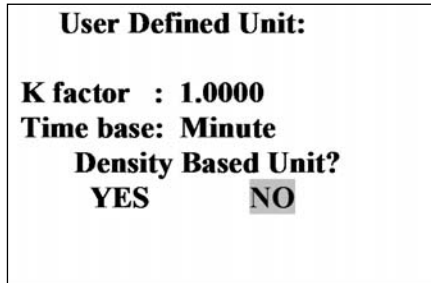 User Defined Unit:
K factor : 1.0000
Time base: Minute
Density Based Unit?
YES NO